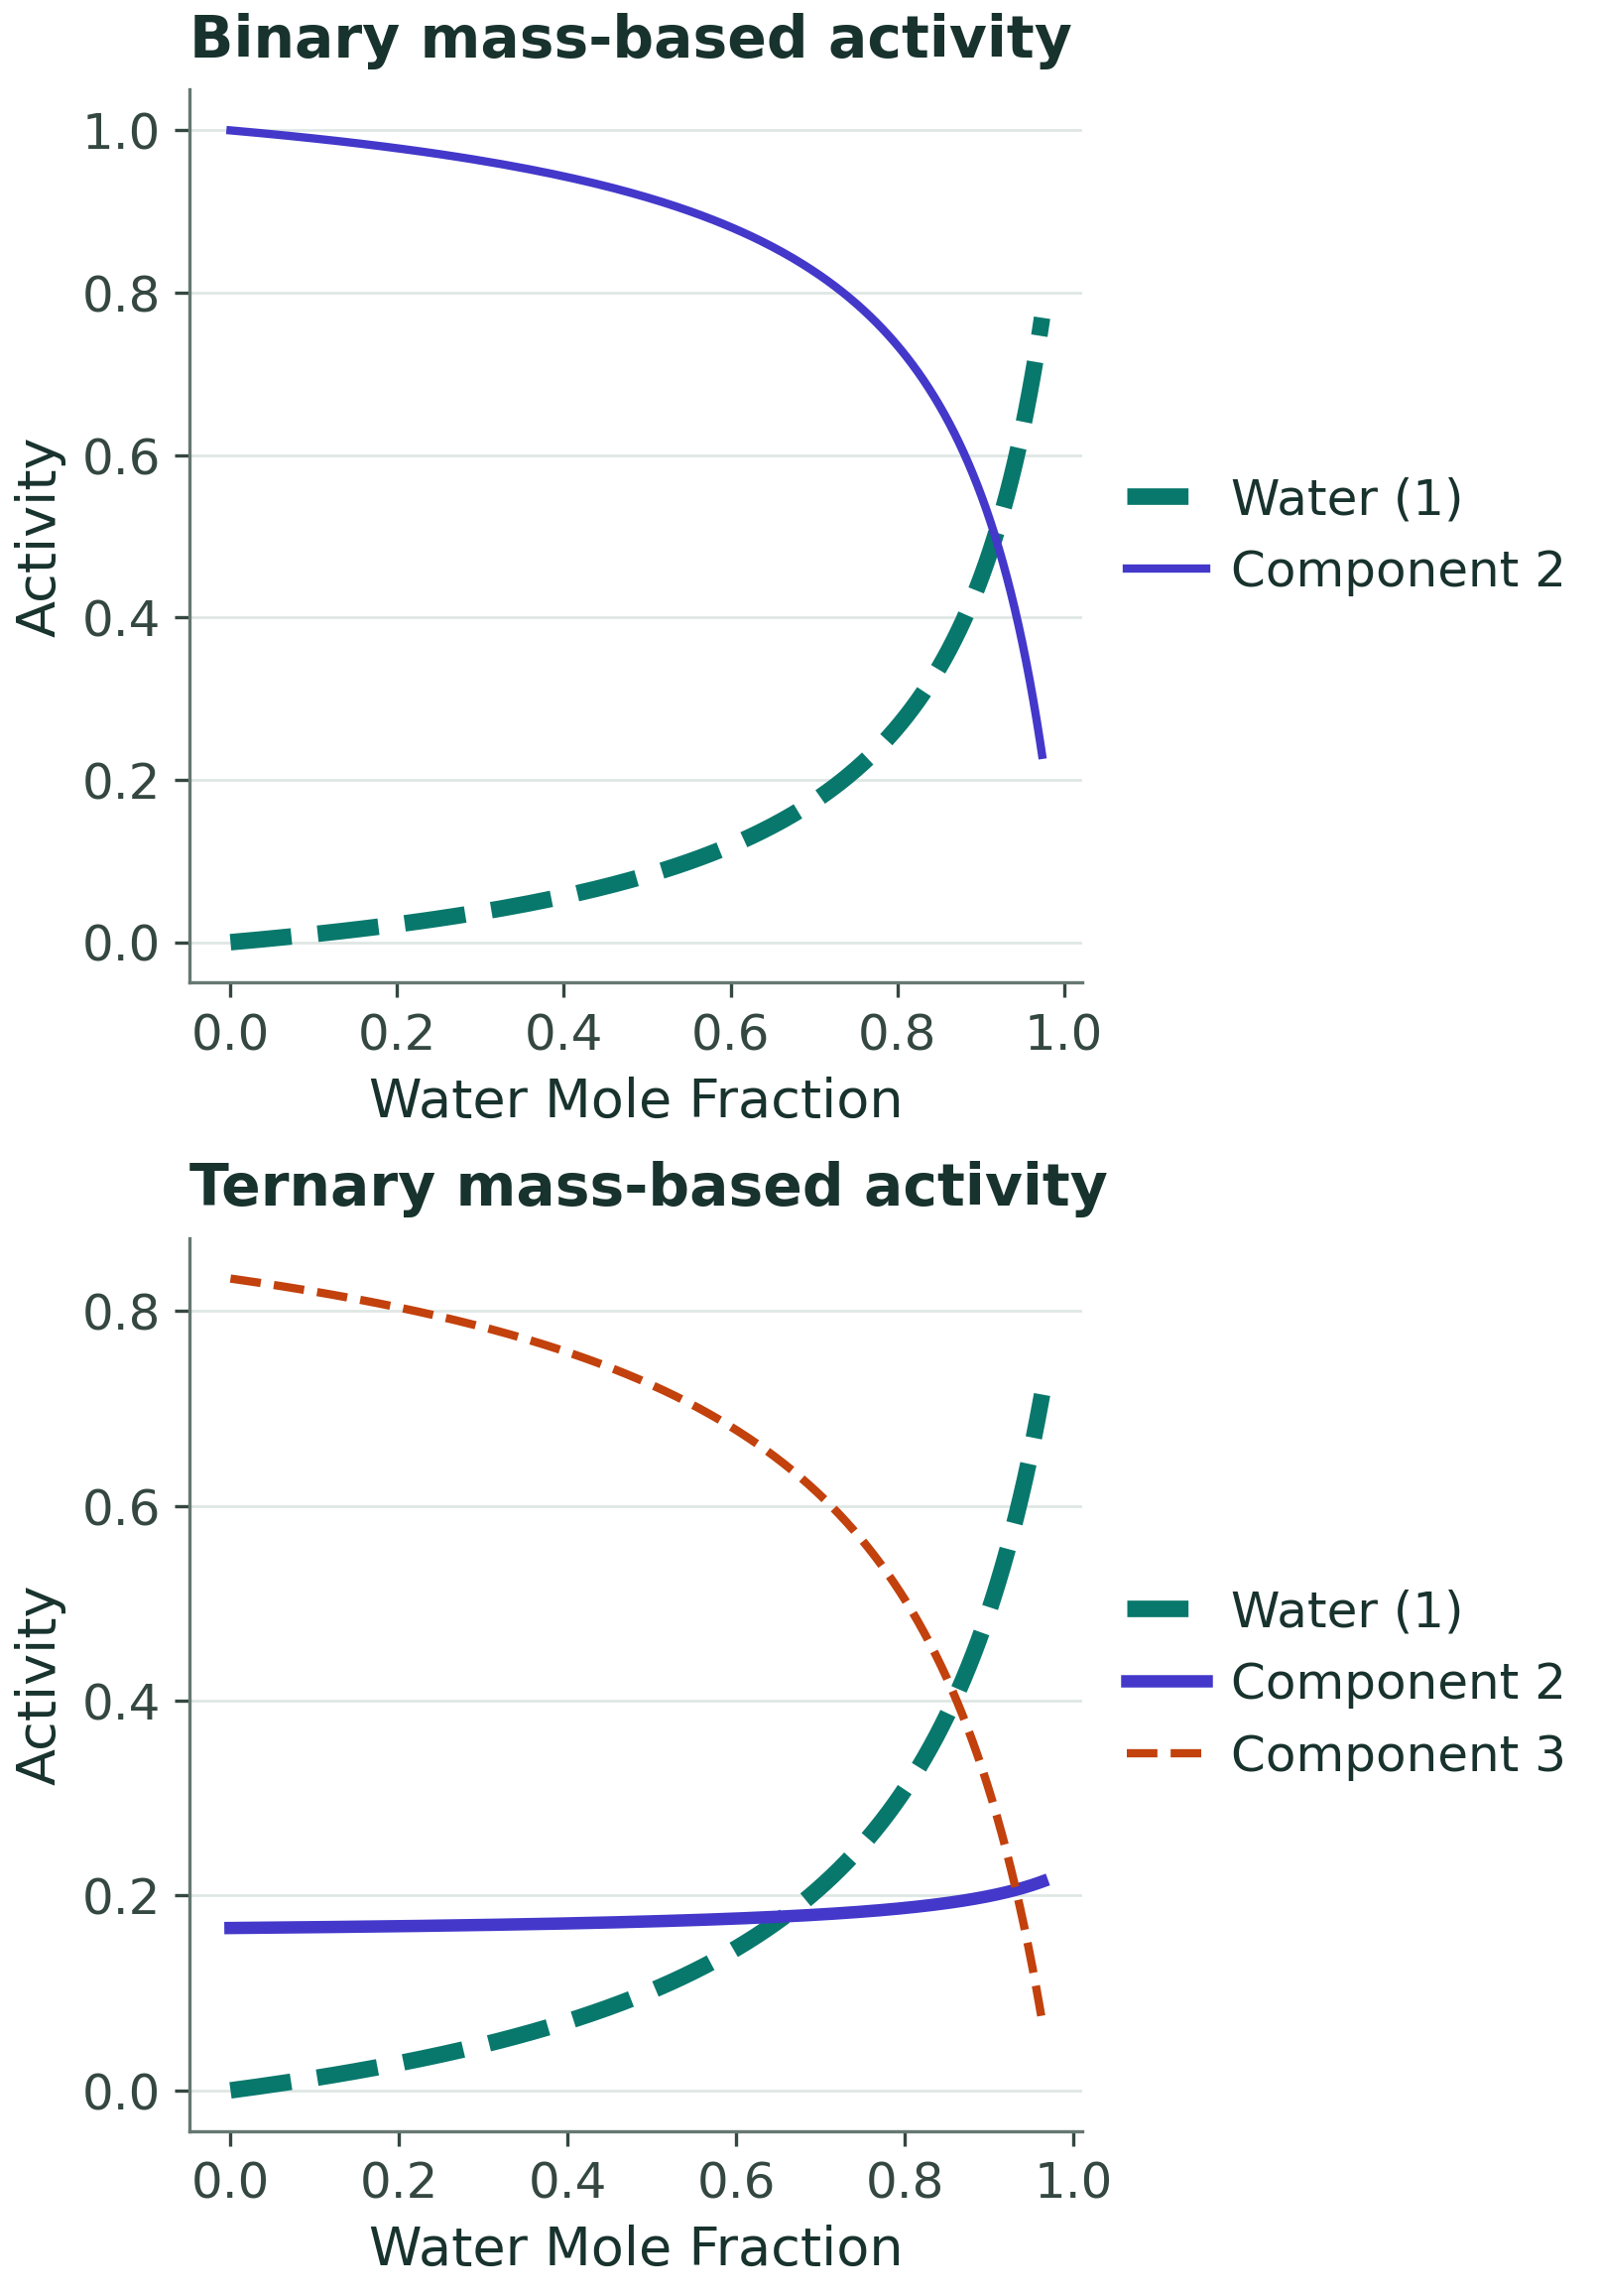 Binary mass-based activity
1.0
0.8
0.6
0.4
0.2
0.0
Activity
0.0 0.2 0.4 0.6 0.8 1.0
Water Mole Fraction
Water (1)
Component 2
Ternary mass-based activity
0.8
0.6
0.4
0.2
0.0
Activity
0.0 0.2 0.4 0.6 0.8 1.0
Water Mole Fraction
Water (1)
Component 2
Component 3